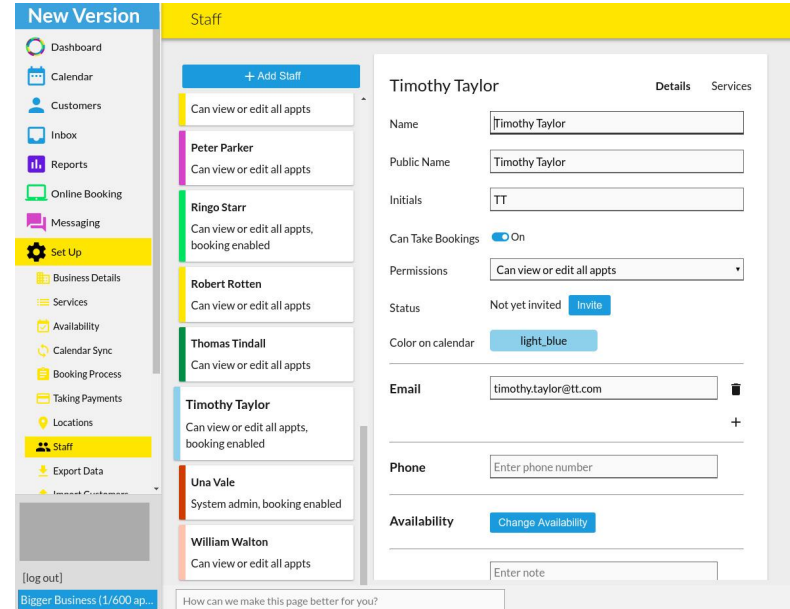 New Version
Dashboard
Calendar
Customers
Inbox
Reports
Online Booking
Messaging
Set Up
Business Details
Services
Availability
Calendar Sync
Booking Process
Taking Payments
Locations
Staff
Export Data
Import Customers
[log out]
Bigger Business (1/600 ap...
Staff
+ Add Staff
Can view or edit all appts
Peter Parker
Can view or edit all appts
Ringo Starr
Can view or edit all appts,
booking enabled
Robert Rotten
Can view or edit all appts
Thomas Tindall
Can view or edit all appts
Timothy Taylor
Can view or edit all appts,
booking enabled
Una Vale
System admin, booking enabled
William Walton
Can view or edit all appts
Timothy Taylor Details Services
Name Timothy Taylor
Public Name Timothy Taylor
Initials TT
Can Take Bookings On
Permissions Can view or edit all appts
Status Not yet invited Invite
Color on calendar light_blue
Email timothy.taylor@tt.com
+
Phone Enter phone number
Availability Change Availability
Enter note
How can we make this page better for you?